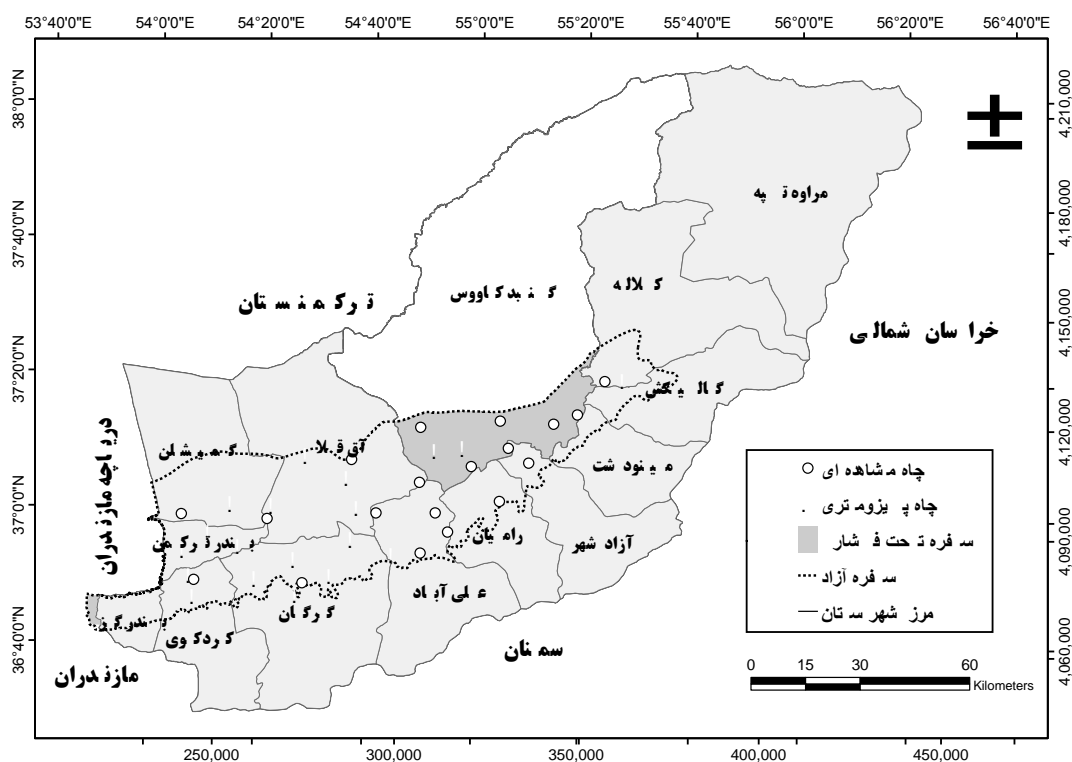 53°40'0"E 54°0'0"E 54°20'0"E 54°40'0"E 55°0'0"E 55°20'0"E 55°40'0"E 56°0'0"E 56°20'0"E 56°40'0"E
38°0'0"N
37°40'0"N
37°20'0"N
37°0'0"N
36°40'0"N
4,210,000
4,180,000
4,150,000
4,120,000
4,090,000
4,060,000
مراوه تپه
کلاله
گنبدکاووس
ترکمنستان
خراسان شمالی
گالیکش
آق قلا
گمیشان
مینودشت
دریاچه مازندران
رامیان
آزاد شهر
بندرترکمن
علی آباد
گرگان
بندرگز
کردکوی
سمنان
مازندران
چاه مشاهده ای
چاه پیزومتری
سفره تحت فشار
سفره آزاد
مرز شهرستان
0 15 30 60
Kilometers
250,000 300,000 350,000 400,000 450,000